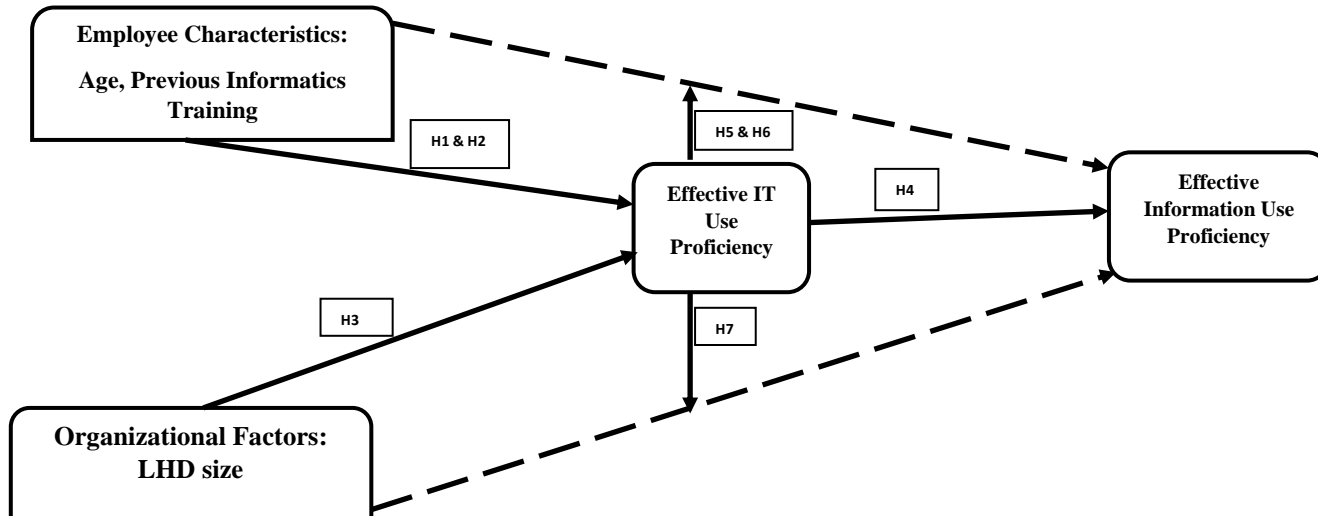 Employee Characteristics:
Age, Previous Informatics
Training
H1 & H2
H5 & H6
Effective IT
Use
Proficiency
H4
Effective
Information Use
Proficiency
H3
H7
Organizational Factors:
LHD size